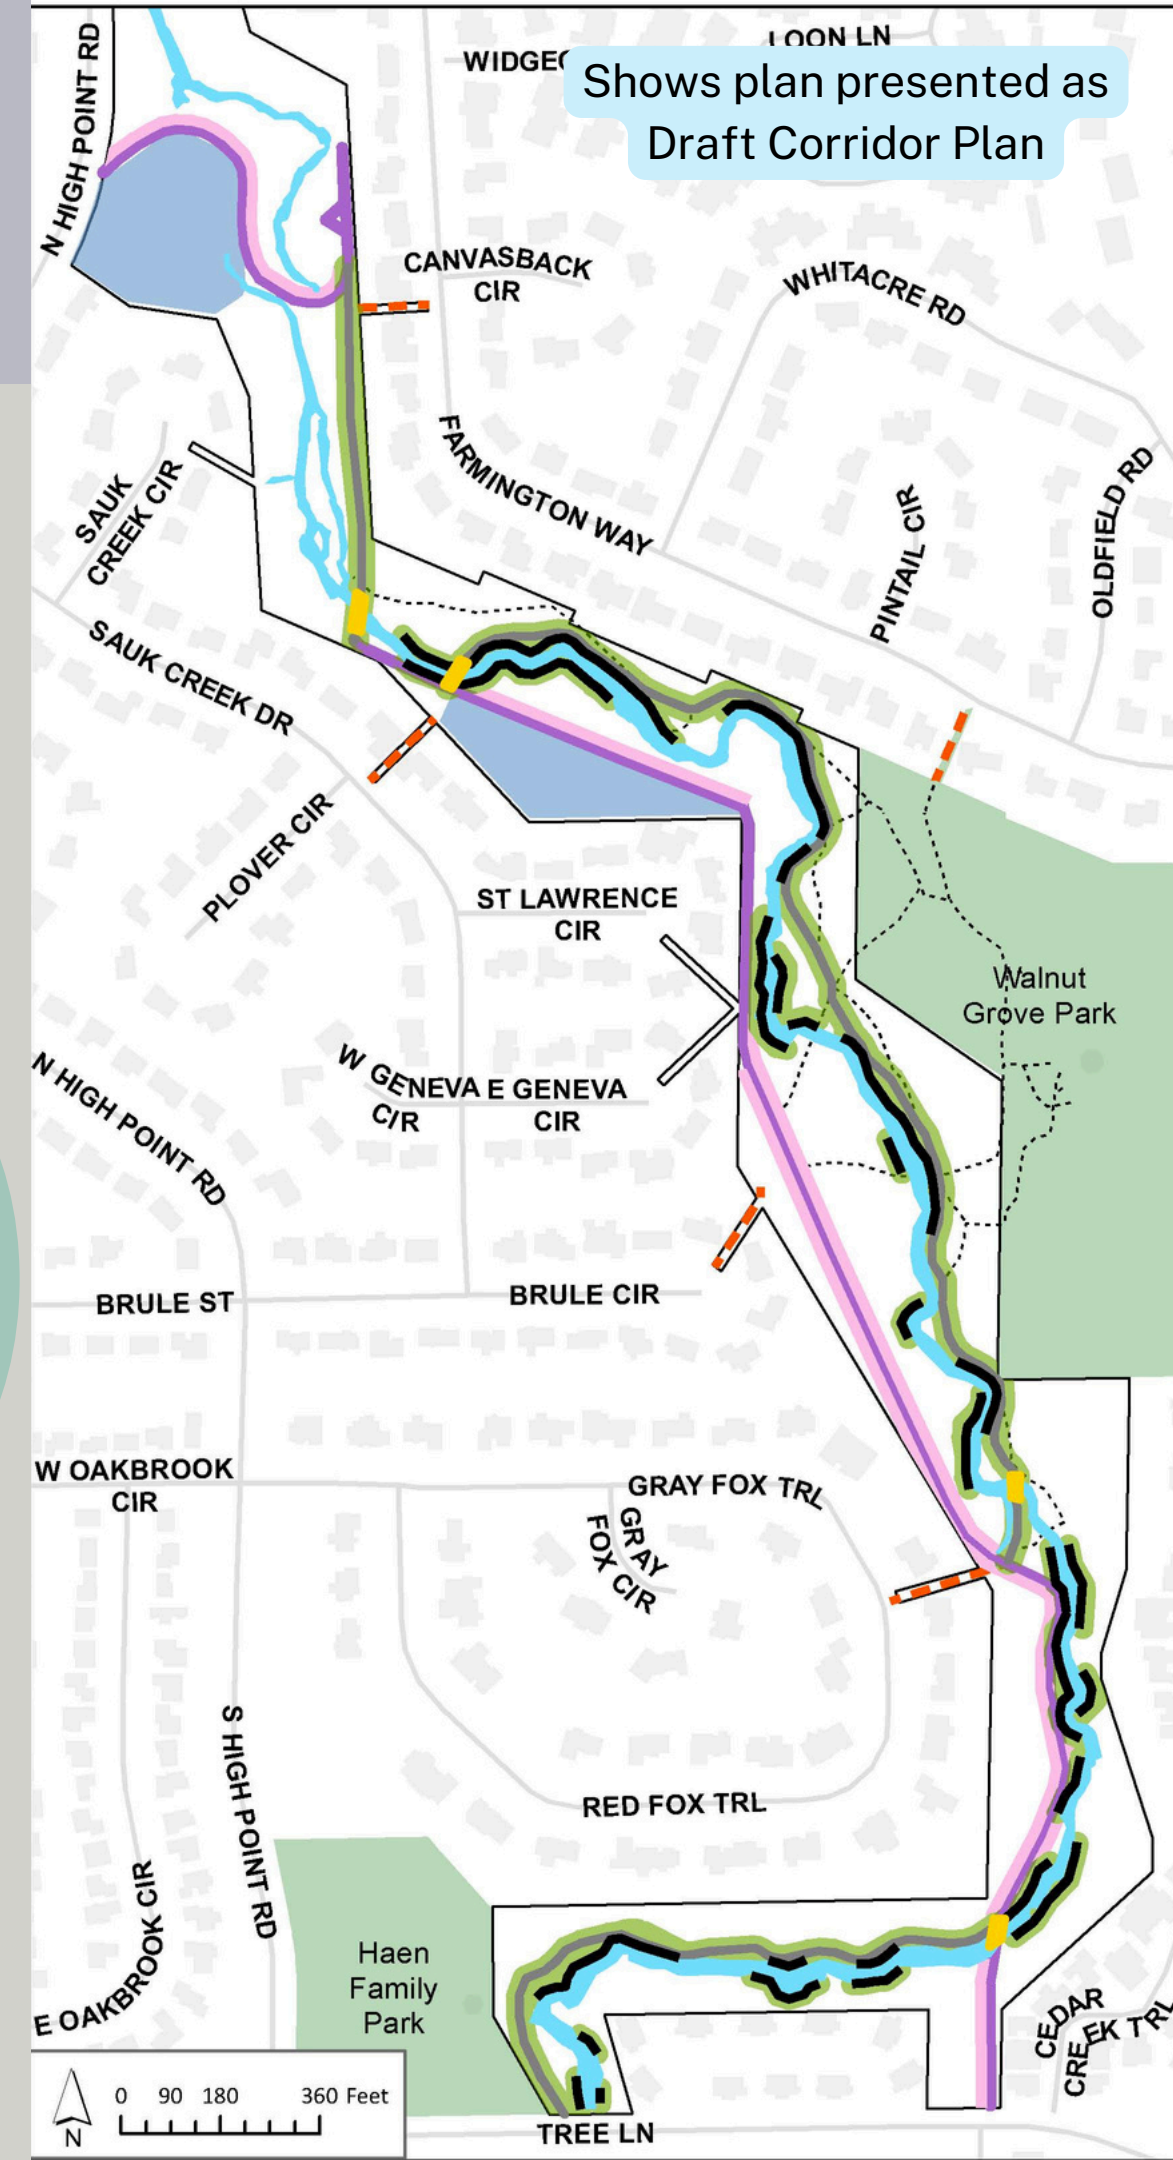 LOON LN
WIDGEO
Shows plan presented as
Draft Corridor Plan
N HIGH POINT RD
CANVASBACK
CIR
WHITACRE RD
FARMINGTON WAY
SAUK
CREEK CIR
PINTAIL CIR
OLDFIELD RD
SAUK CREEK DR
PLOVER CIR
ST LAWRENCE
CIR
Walnut
Grove Park
N HIGH POINT RD
W GENEVA
CIR
E GENEVA
CIR
BRULE ST
BRULE CIR
W OAKBROOK
CIR
GRAY FOX TRL
GRAY
FOX CIR
S HIGH POINT RD
RED FOX TRL
E OAKBROOK CIR
Haen
Family
Park
CEDAR
CREEK TRL
0 90 180 360 Feet
N
TREE LN